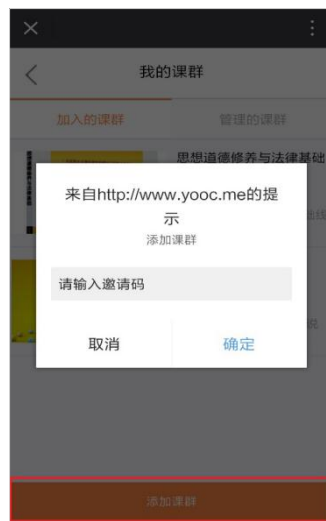 我的课群
加入的课群
管理的课群
思想道德修养与法律基础
来自http://www.yooc.me的提
示
添加课群
请输入邀请码
取消
确定
添加课群